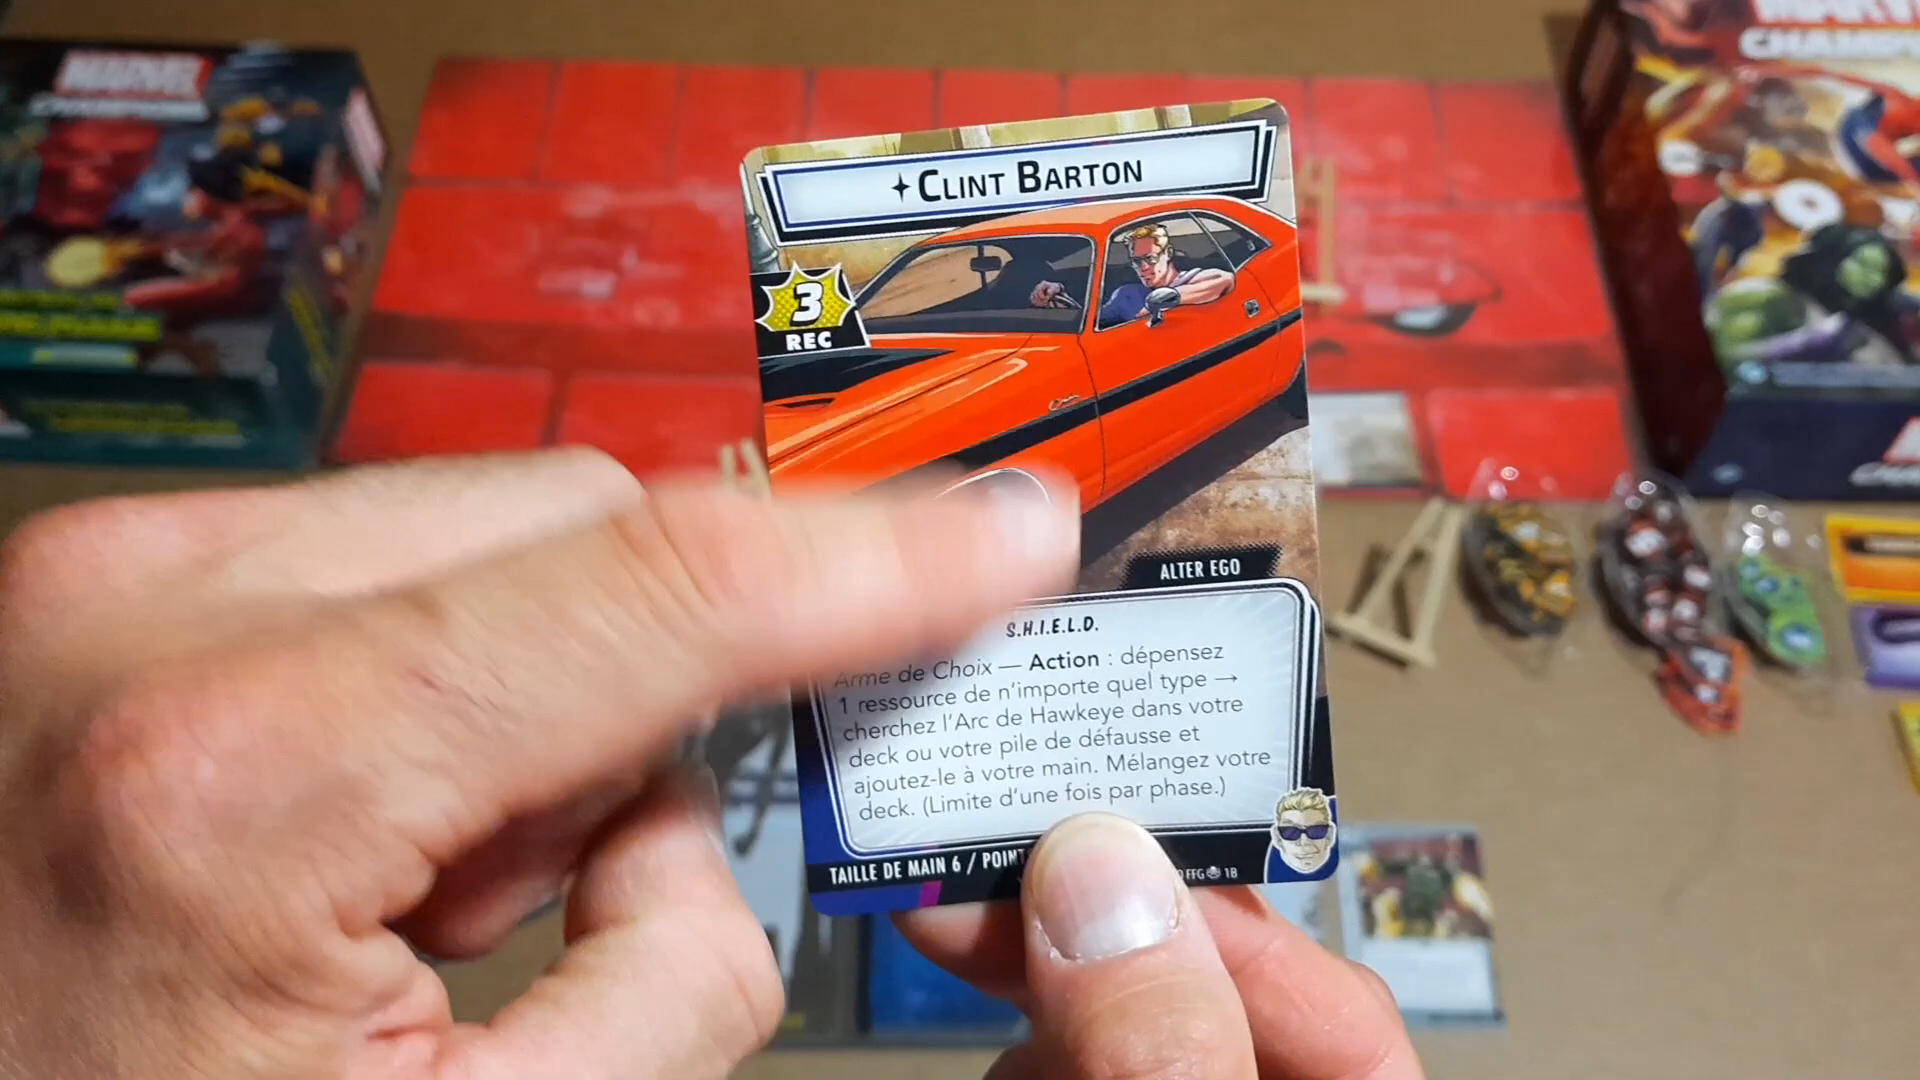 MARVEL
CHAMPIONS
CLINT BARTON
3
REC
ALTER EGO
S.H.I.E.L.D.
Arme de Choix — Action : dépensez
1 ressource de n'importe quel type →
cherchez l'Arc de Hawkeye dans votre
deck ou votre pile de défausse et
ajoutez-le à votre main. Mélangez votre
deck. (Limite d'une fois par phase.)
TAILLE DE MAIN 6 / POINT
FFG 1B